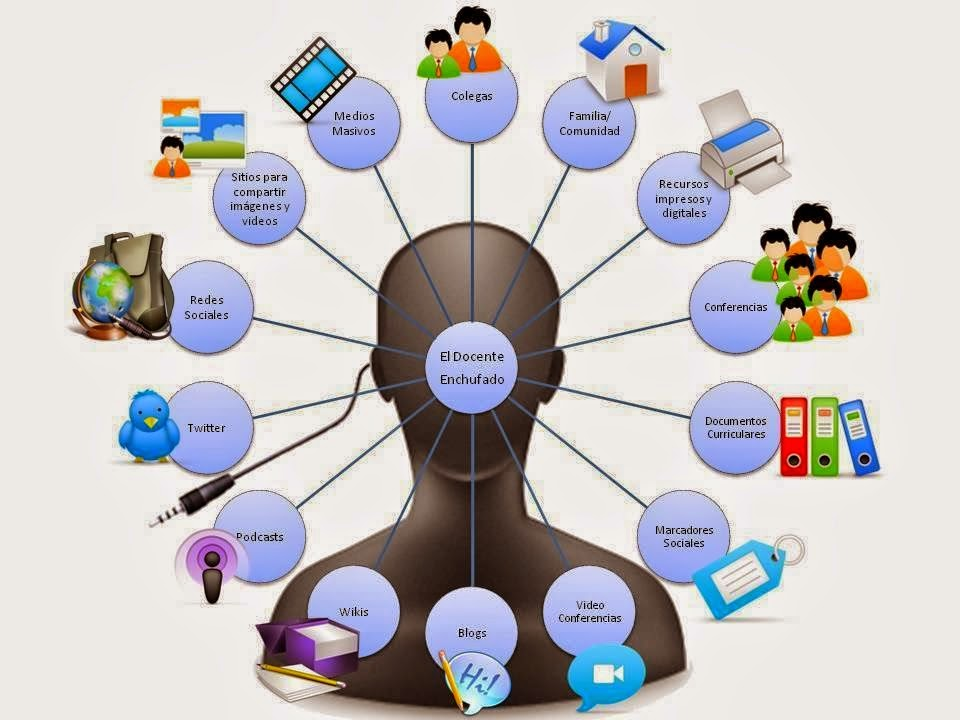 Colegas
Medios
Masivos
Familia/
Comunidad
Sitios para
compartir
imágenes y
videos
Recursos
impresos y
digitales
Redes
Sociales
Conferencias
El Docente
Enchufado
Twitter
Documentos
Curriculares
Podcasts
Marcadores
Sociales
Wikis
Blogs
Video
Conferencias
Hi!